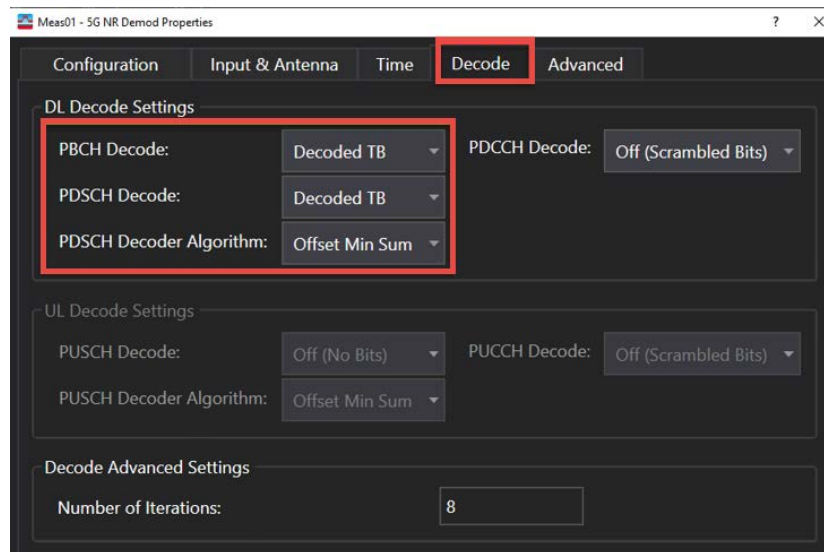 Meas01 - 5G NR Demod Properties
? ×
Configuration Input & Antenna Time Decode Advanced
DL Decode Settings
PBCH Decode: Decoded TB PDCCH Decode: Off (Scrambled Bits)
PDSCH Decode: Decoded TB
PDSCH Decoder Algorithm: Offset Min Sum
UL Decode Settings
PUSCH Decode: Off (No Bits) PUCCH Decode: Off (Scrambled Bits)
PUSCH Decoder Algorithm: Offset Min Sum
Decode Advanced Settings
Number of Iterations: 8